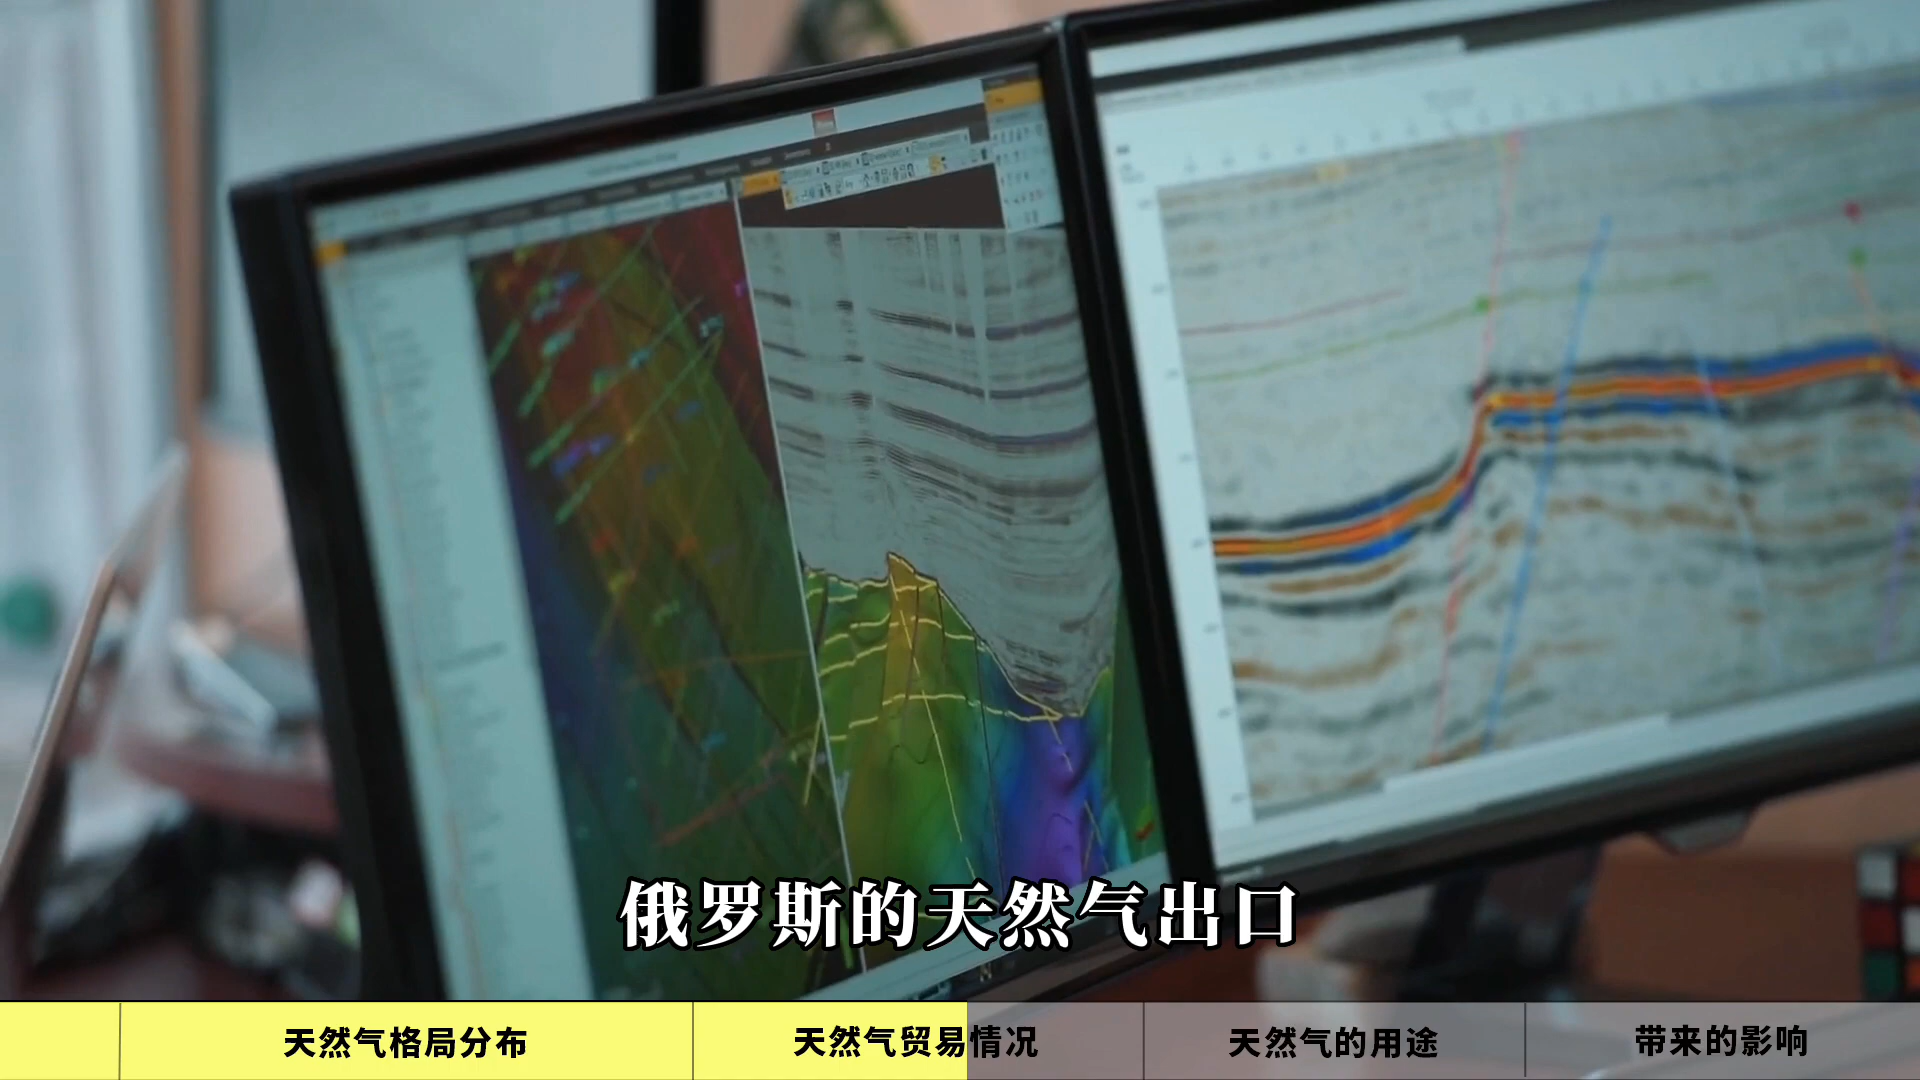 俄罗斯的天然气出口
天然气格局分布
天然气贸易情况
天然气的用途
带来的影响